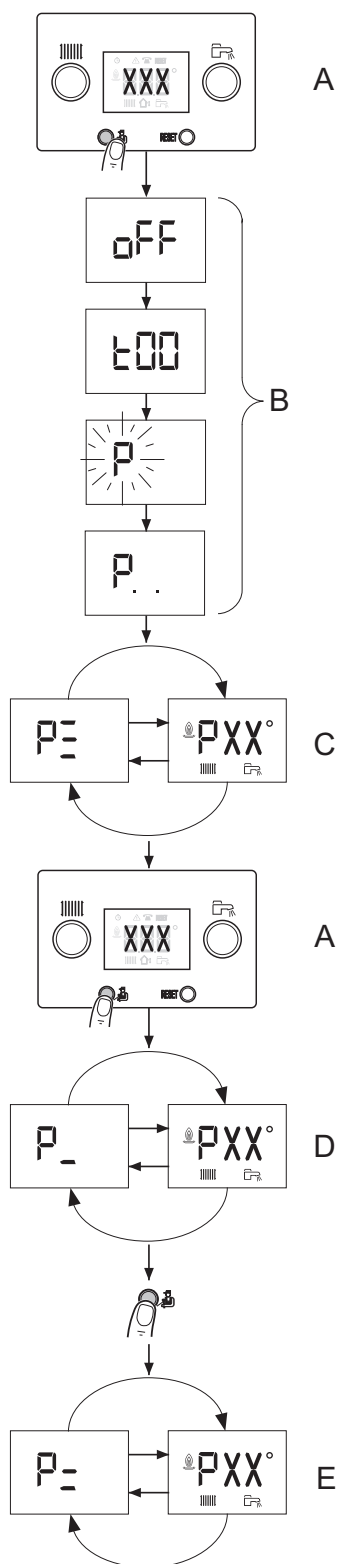 XXX
°
A
RESET
oFF
t00
B
P
P. .
P
PXX°
C
XXX
°
A
RESET
P_
PXX°
D
P
PXX°
E